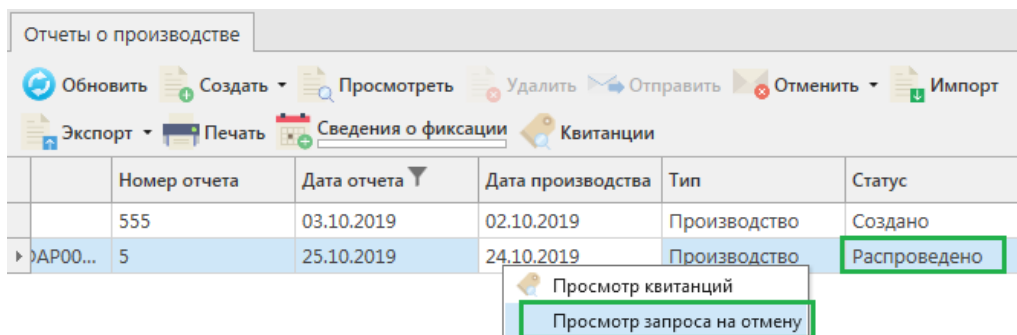 Отчеты о производстве
Обновить Создать Просмотреть Удалить Отправить Отменить Импорт
Экспорт Печать Сведения о фиксации Квитанции
Номер отчета Дата отчета Дата производства Тип Статус
555 03.10.2019 02.10.2019 Производство Создано
DAP00... 5 25.10.2019 24.10.2019 Производство Распроведено
Просмотр квитанций
Просмотр запроса на отмену